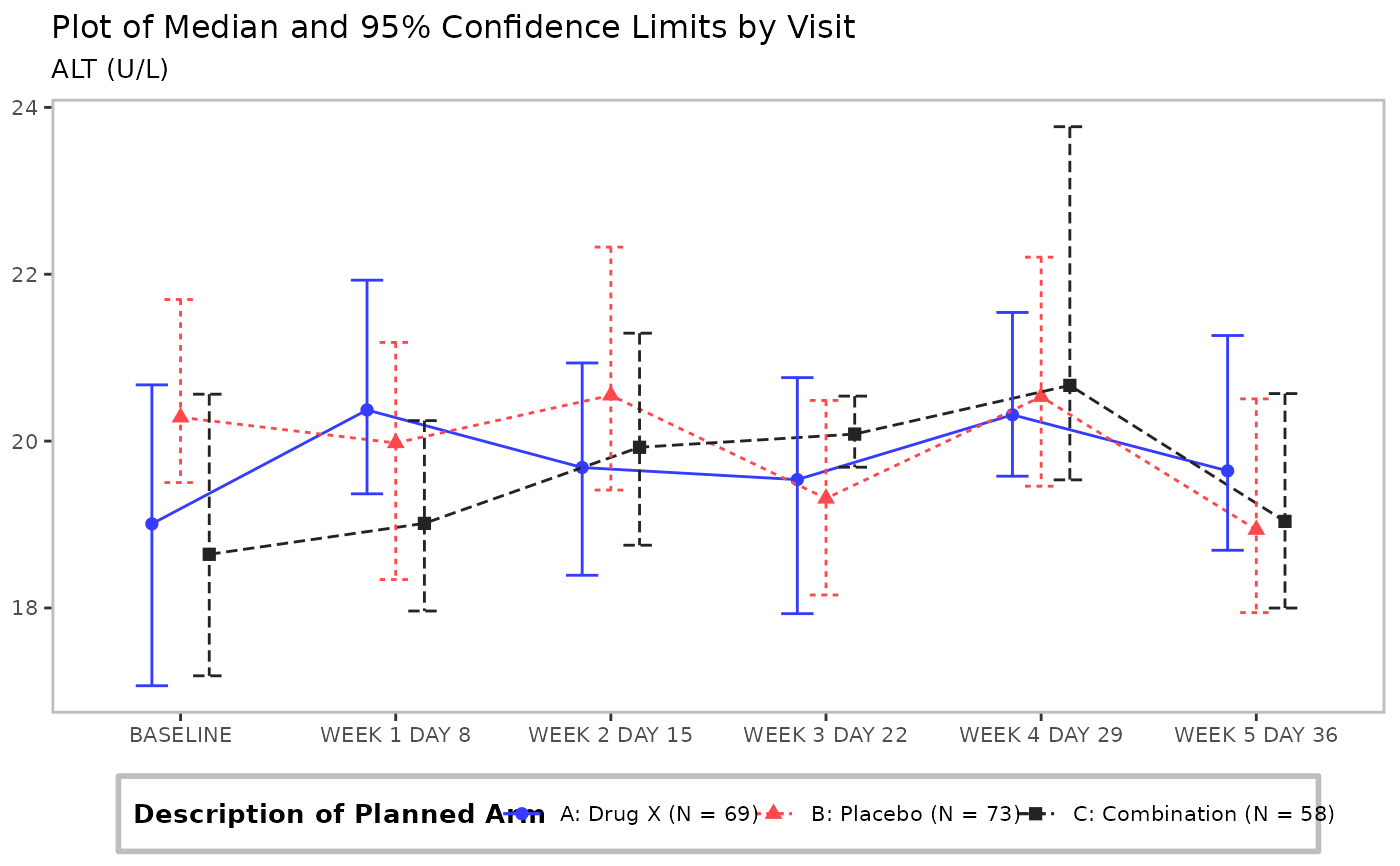 Plot of Median and 95% Confidence Limits by Visit
ALT (U/L)
24
22
20
18
BASELINE WEEK 1 DAY 8 WEEK 2 DAY 15 WEEK 3 DAY 22 WEEK 4 DAY 29 WEEK 5 DAY 36
Description of Planned Arm A: Drug X (N = 69) B: Placebo (N = 73) C: Combination (N = 58)